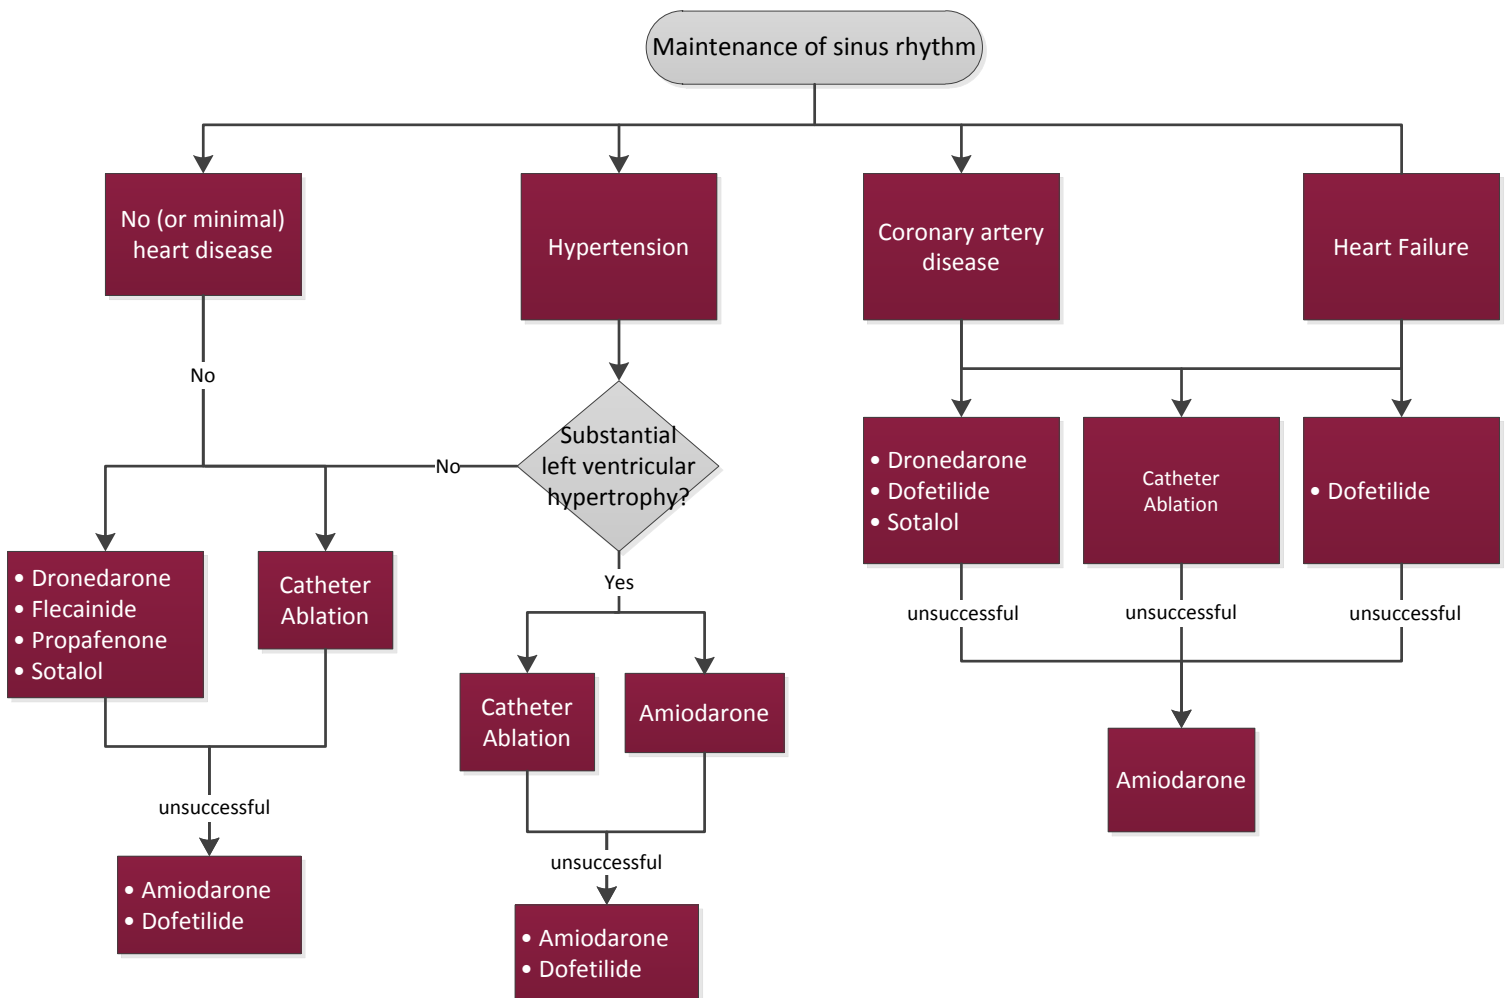 Maintenance of sinus rhythm
No (or minimal)
heart disease
Hypertension
Coronary artery
disease
Heart Failure
No
Substantial
left ventricular
hypertrophy?
No
Yes
• Dronedarone
• Flecainide
• Propafenone
• Sotalol
Catheter
Ablation
unsuccessful
• Amiodarone
• Dofetilide
Catheter
Ablation
Amiodarone
unsuccessful
• Amiodarone
• Dofetilide
• Dronedarone
• Dofetilide
• Sotalol
Catheter
Ablation
• Dofetilide
unsuccessful
unsuccessful
unsuccessful
Amiodarone